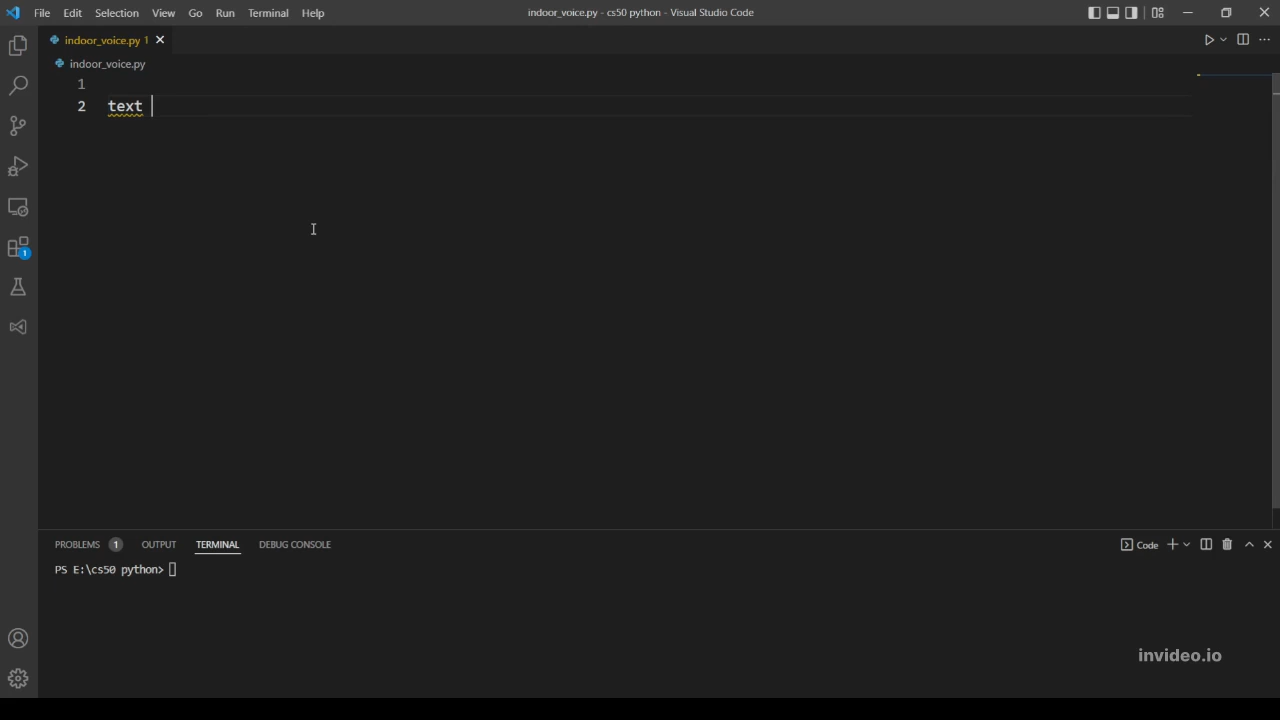 File Edit Selection View Go Run Terminal Help indoor_voice.py - cs50 python - Visual Studio Code
indoor_voice.py 1
indoor_voice.py
1
2 text
1
PROBLEMS 1 OUTPUT TERMINAL DEBUG CONSOLE Code
PS E:\cs50 python>
invideo.io